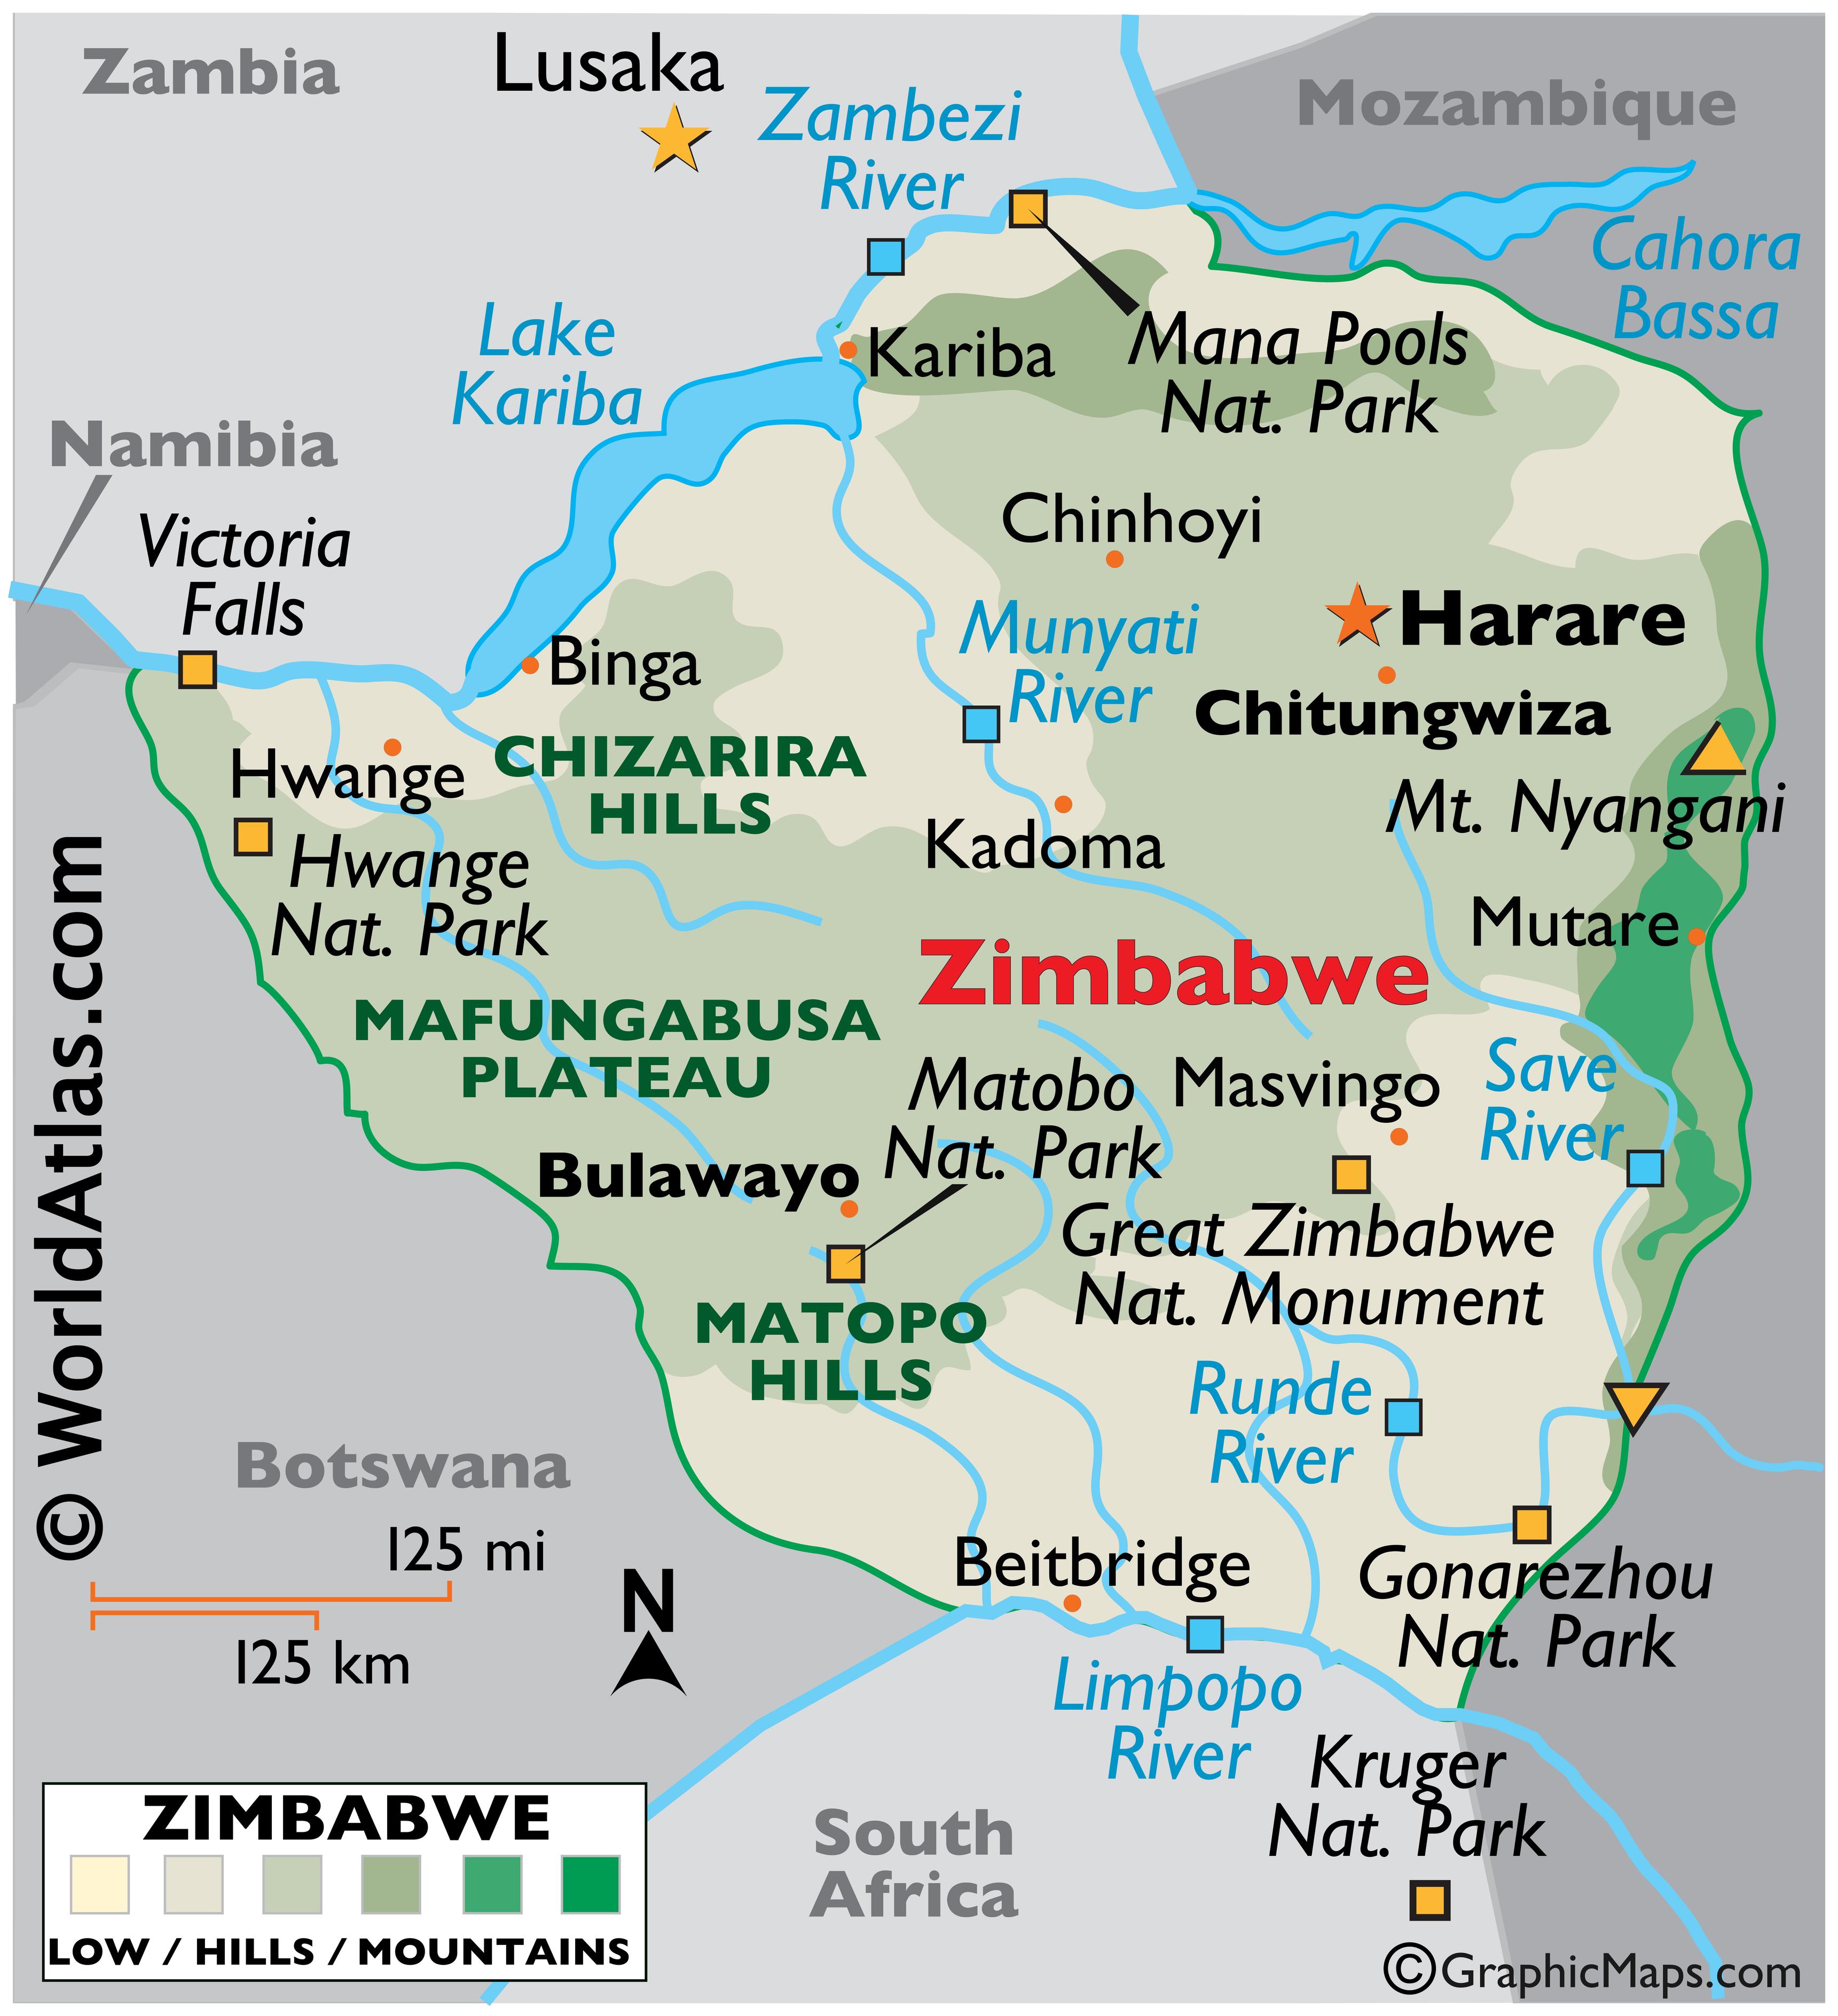 Zambia
Lusaka
Zambezi
River
Mozambique
Cahora
Bassa
Lake
Kariba
Kariba
Mana Pools
Nat. Park
Namibia
Victoria
Falls
Chinhoyi
Harare
Munyati
River
Chitungwiza
Binga
Hwange
CHIZARIRA
HILLS
Mt. Nyangani
Kadoma
Hwange
Nat. Park
Mutare
Zimbabwe
MAFUNGABUSA
PLATEAU
Matobo
Nat. Park
Masvingo
Save
River
Bulawayo
Great Zimbabwe
Nat. Monument
MATOPO
HILLS
Runde
River
Botswana
125 mi
125 km
N
Beitbridge
Gonarezhou
Nat. Park
Limpopo
River
Kruger
Nat. Park
South
Africa
ZIMBABWE
LOW / HILLS / MOUNTAINS
© WorldAtlas.com
©GraphicMaps.com